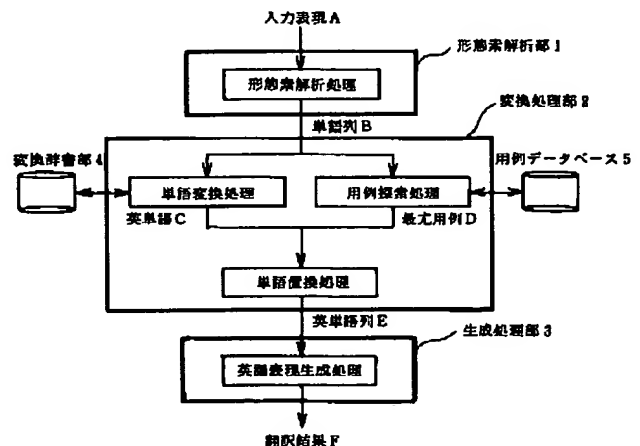 入力表現A
形態素解析部1
形態素解析処理
変換処理部2
単語列B
変換辞書部4
用例データベース5
単語変換処理
用例探索処理
英単語C
最尤用例D
単語置換処理
英単語列E
生成処理部3
英語表現生成処理
翻訳結果F